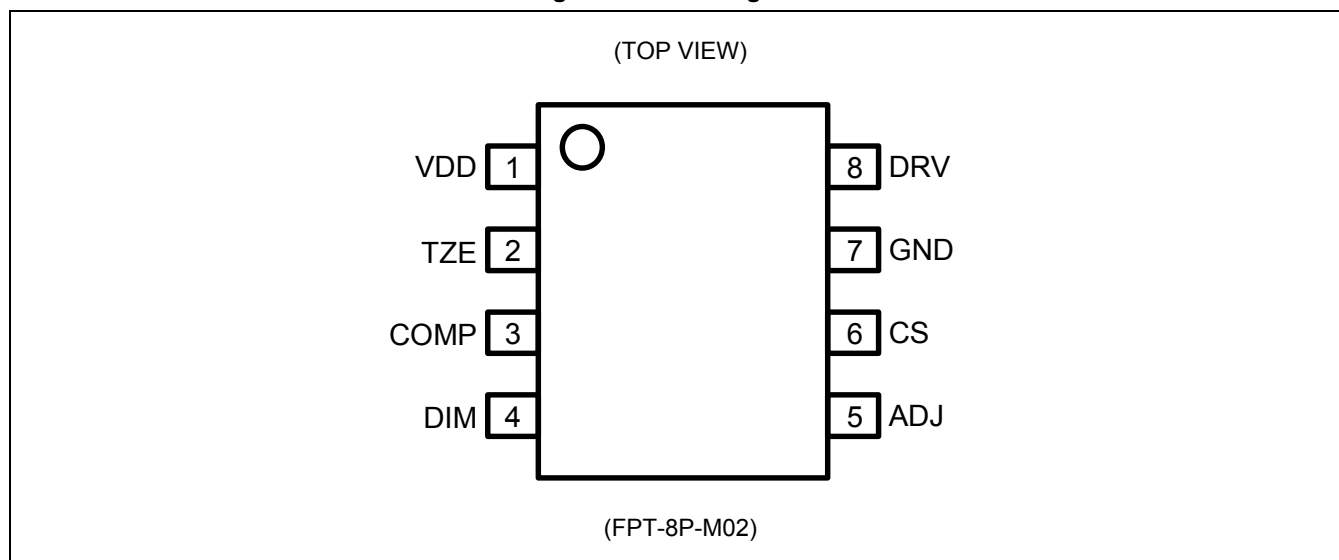 (TOP VIEW)
VDD 1 8 DRV
TZE 2 7 GND
COMP 3 6 CS
DIM 4 5 ADJ
(FPT-8P-M02)